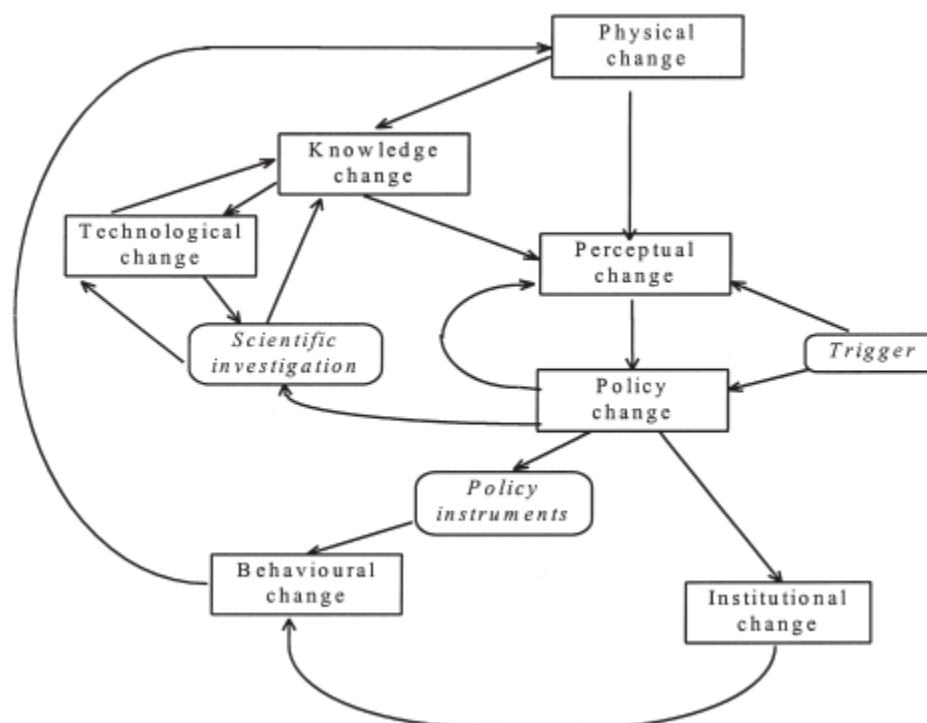 Physical
change
Knowledge
change
Technological
change
Perceptual
change
Scientific
investigation
Trigger
Policy
change
Policy
instruments
Behavioural
change
Institutional
change